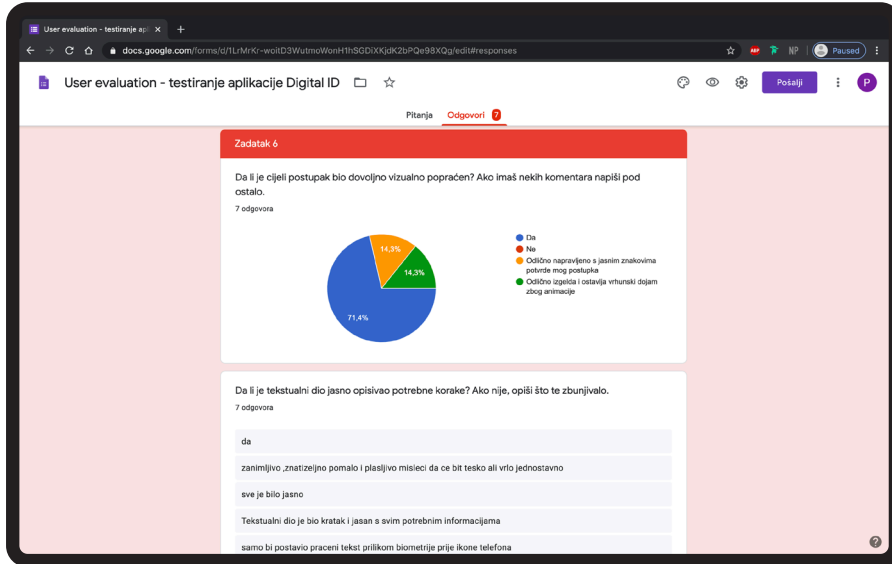 User evaluation - testiranje apl
docs.google.com/forms/d/1LrMrKr-woitD3WutmoWonH1hSGDiXKjdK2bPQe98XQg/edit#responses
ABP
NP
Paused
User evaluation - testiranje aplikacije Digital ID
Pošalji
P
Pitanja
Odgovori 7
Zadatak 6
Da li je cijeli postupak bio dovoljno vizualno popraćen? Ako imaš nekih komentara napiši pod
ostalo.
7 odgovora
14,3%
14,3%
71,4%
Da
Ne
Odlično napravljeno s jasnim znakovima
potvrde mog postupka
Odlično izgelda i ostavija vrhunski dojam
zbog animacije
Da li je tekstualni dio jasno opisivao potrebne korake? Ako nije, opiši što te zbunjivalo.
7 odgovora
da
zanimljivo ,znatizeljno pomalo i plasljivo misleci da ce bit tesko ali vrlo jednostavno
sve je bilo jasno
Tekstualni dio je bio kratak i jasan s svim potrebnim informacijama
samo bi postavio praceni tekst prilikom biometrije prije ikone telefona